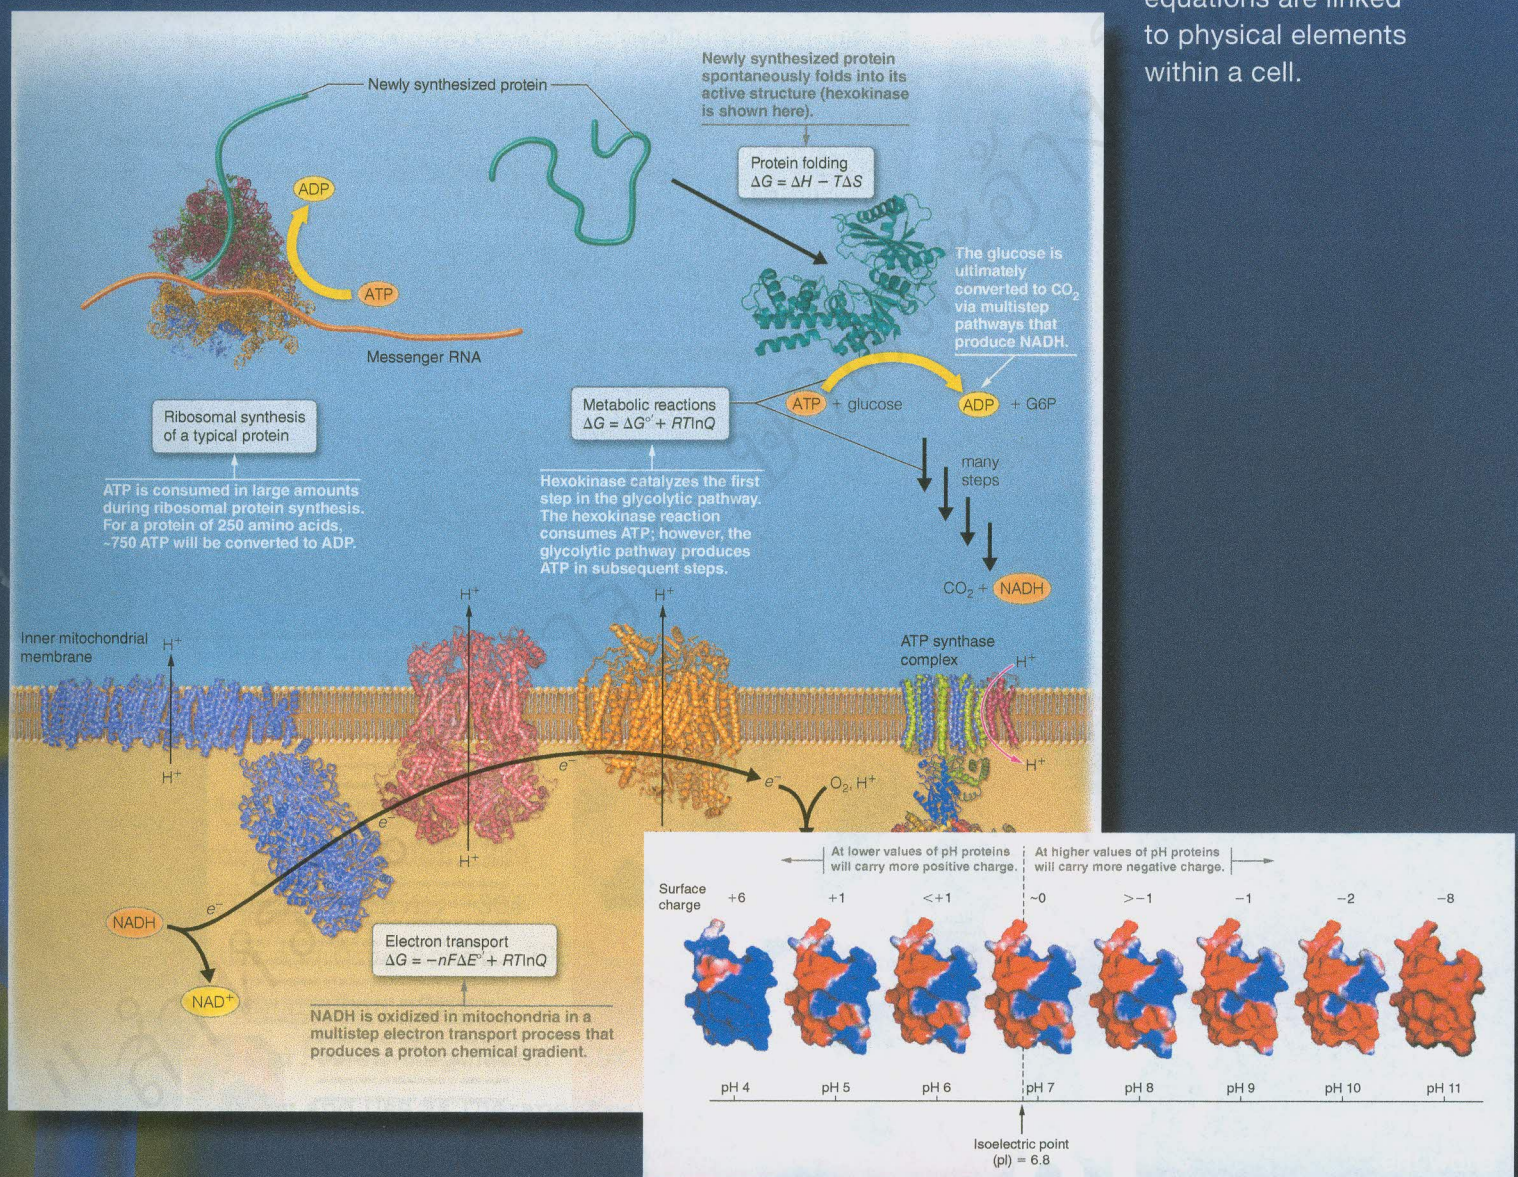 equations are linked
to physical elements
within a cell.
Newly synthesized protein
Newly synthesized protein
spontaneously folds into its
active structure (hexokinase
is shown here).
Protein folding
ΔG = ΔH − TΔS
ADP
ATP
Messenger RNA
The glucose is
ultimately
converted to CO₂
via multistep
pathways that
produce NADH.
Ribosomal synthesis
of a typical protein
Metabolic reactions
ΔG = ΔG°′ + RTlnQ
ATP + glucose
ADP + G6P
ATP is consumed in large amounts
during ribosomal protein synthesis.
For a protein of 250 amino acids,
~750 ATP will be converted to ADP.
Hexokinase catalyzes the first
step in the glycolytic pathway.
The hexokinase reaction
consumes ATP; however, the
glycolytic pathway produces
ATP in subsequent steps.
many
steps
CO₂ + NADH
Inner mitochondrial
membrane
H⁺
H⁺
H⁺
ATP synthase
complex
H⁺
H⁺
H⁺
H⁺
e⁻
e⁻
e⁻
e⁻
O₂, H⁺
NADH
NAD⁺
Electron transport
ΔG = −nFΔE°′ + RTlnQ
NADH is oxidized in mitochondria in a
multistep electron transport process that
produces a proton chemical gradient.
At lower values of pH proteins
will carry more positive charge.
At higher values of pH proteins
will carry more negative charge.
Surface
charge
+6 +1 <+1 ~0 >−1 −1 −2 −8
pH 4 pH 5 pH 6 pH 7 pH 8 pH 9 pH 10 pH 11
Isoelectric point
(pI) = 6.8